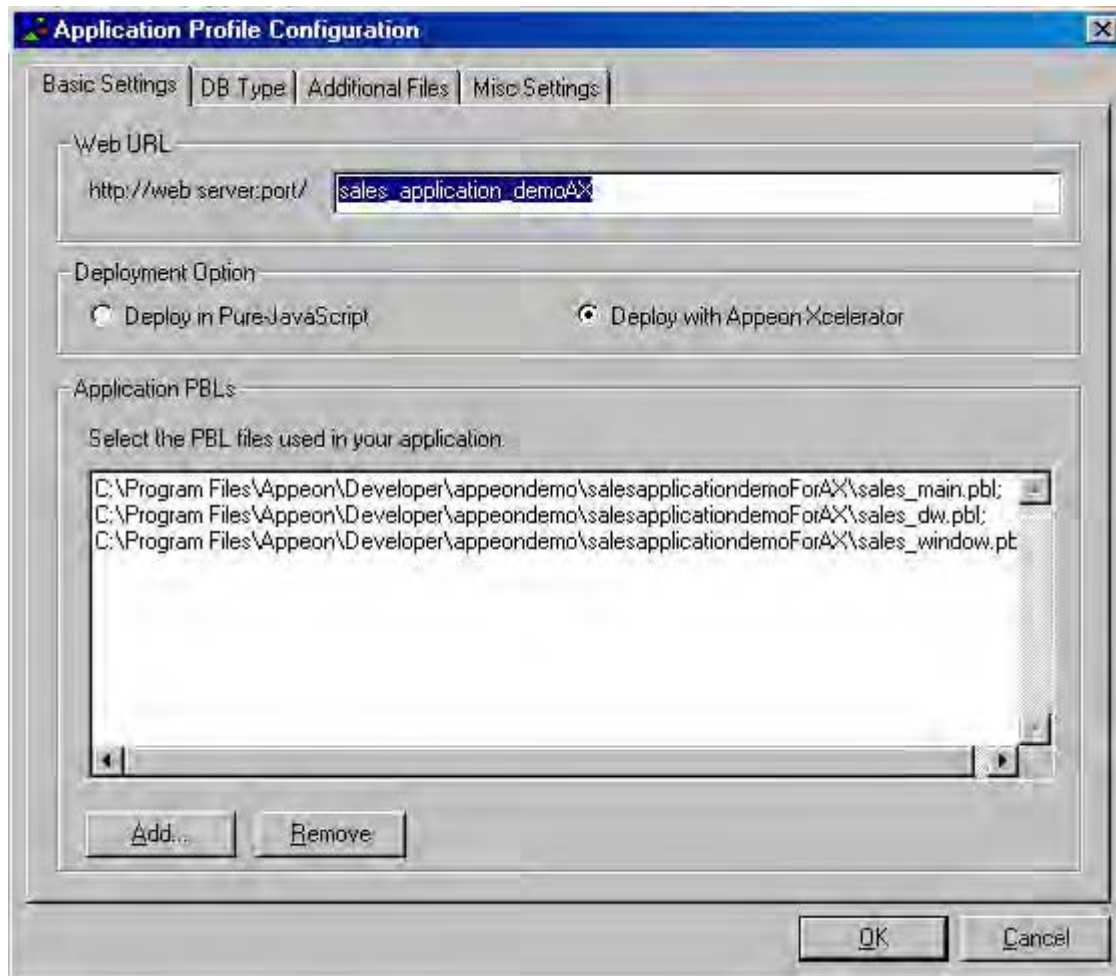 Application Profile Configuration
Basic Settings DB Type Additional Files Misc Settings
Web URL
http://web server:port/ sales_application_demoAX
Deployment Option
Deploy in Pure-JavaScript Deploy with Appeon Xcelerator
Application PBLs
Select the PBL files used in your application.
C:\Program Files\Appeon\Developer\appeondemo\salesapplicationdemoForAX\sales_main.pbl;
C:\Program Files\Appeon\Developer\appeondemo\salesapplicationdemoForAX\sales_dw.pbl;
C:\Program Files\Appeon\Developer\appeondemo\salesapplicationdemoForAX\sales_window.pb
Add... Remove
OK Cancel